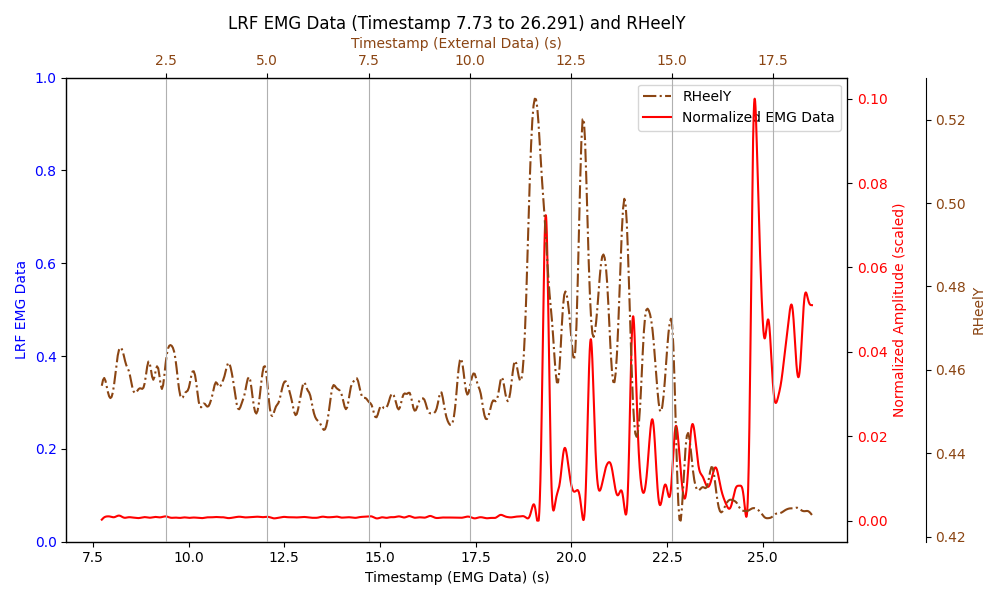 LRF EMG Data (Timestamp 7.73 to 26.291) and RHeelY
Timestamp (External Data) (s)
2.5 5.0 7.5 10.0 12.5 15.0 17.5
RHeelY
Normalized EMG Data
1.0
0.8
0.6
0.4
0.2
0.0
LRF EMG Data
0.10
0.08
0.06
0.04
0.02
0.00
Normalized Amplitude (scaled)
0.52
0.50
0.48
0.46
0.44
0.42
RHeelY
7.5 10.0 12.5 15.0 17.5 20.0 22.5 25.0
Timestamp (EMG Data) (s)